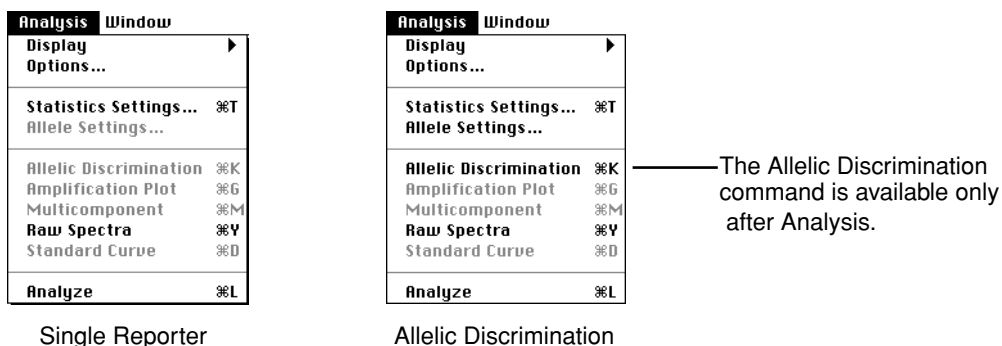 Analysis Window
Display
Options...
Statistics Settings... ⌘T
Allele Settings...
Allelic Discrimination ⌘K
Amplification Plot ⌘G
Multicomponent ⌘M
Raw Spectra ⌘Y
Standard Curve ⌘D
Analyze ⌘L
Single Reporter
Analysis Window
Display
Options...
Statistics Settings... ⌘T
Allele Settings...
Allelic Discrimination ⌘K
Amplification Plot ⌘G
Multicomponent ⌘M
Raw Spectra ⌘Y
Standard Curve ⌘D
Analyze ⌘L
Allelic Discrimination
The Allelic Discrimination
command is available only
after Analysis.